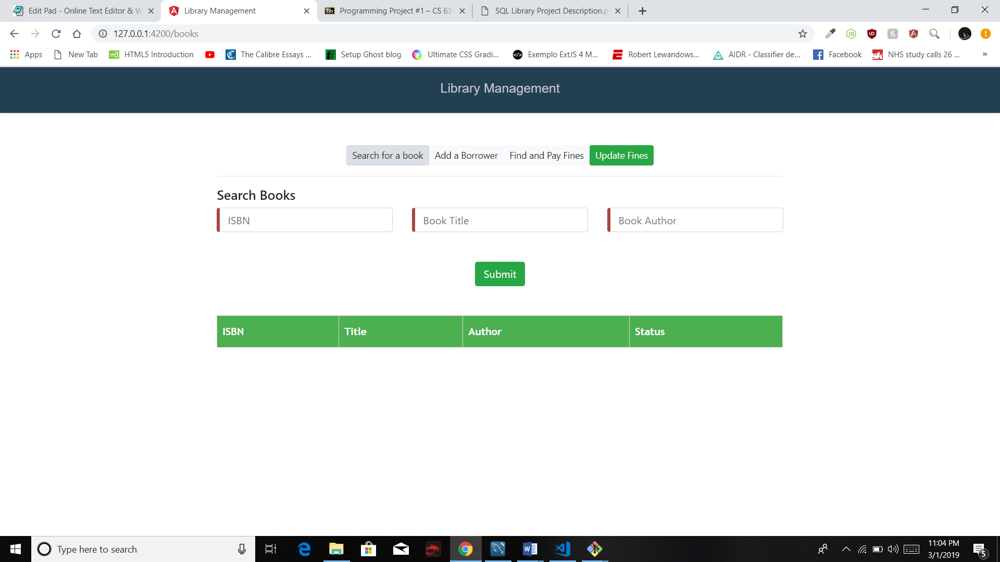 Edit Pad - Online Text Editor & W
Library Management
Programming Project #1 – CS 636
SQL Library Project Description.p
127.0.0.1:4200/books
Apps
New Tab
HTML5 Introduction
The Calibre Essays ...
Setup Ghost blog
Ultimate CSS Gradi...
Exemplo ExtJS 4 M...
Robert Lewandows...
AIDR - Classifier de...
Facebook
NHS study calls 26 ...
»
Library Management
Search for a book
Add a Borrower
Find and Pay Fines
Update Fines
Search Books
ISBN
Book Title
Book Author
Submit
ISBN
Title
Author
Status
Type here to search
11:04 PM
3/1/2019
5